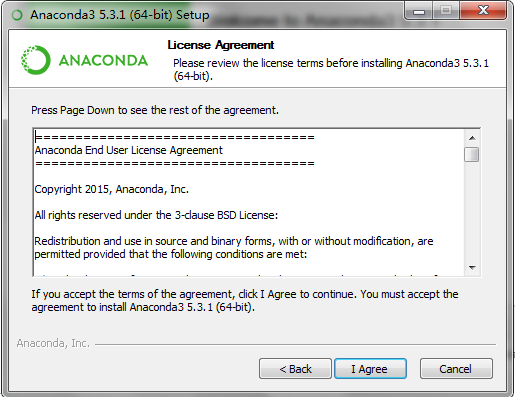 Anaconda3 5.3.1 (64-bit) Setup
License Agreement
Please review the license terms before installing Anaconda3 5.3.1
(64-bit).
ANACONDA
Press Page Down to see the rest of the agreement.
====================================
Anaconda End User License Agreement
====================================
Copyright 2015, Anaconda, Inc.
All rights reserved under the 3-clause BSD License:
Redistribution and use in source and binary forms, with or without modification, are
permitted provided that the following conditions are met:
If you accept the terms of the agreement, click I Agree to continue. You must accept the
agreement to install Anaconda3 5.3.1 (64-bit).
Anaconda, Inc.
< Back
I Agree
Cancel